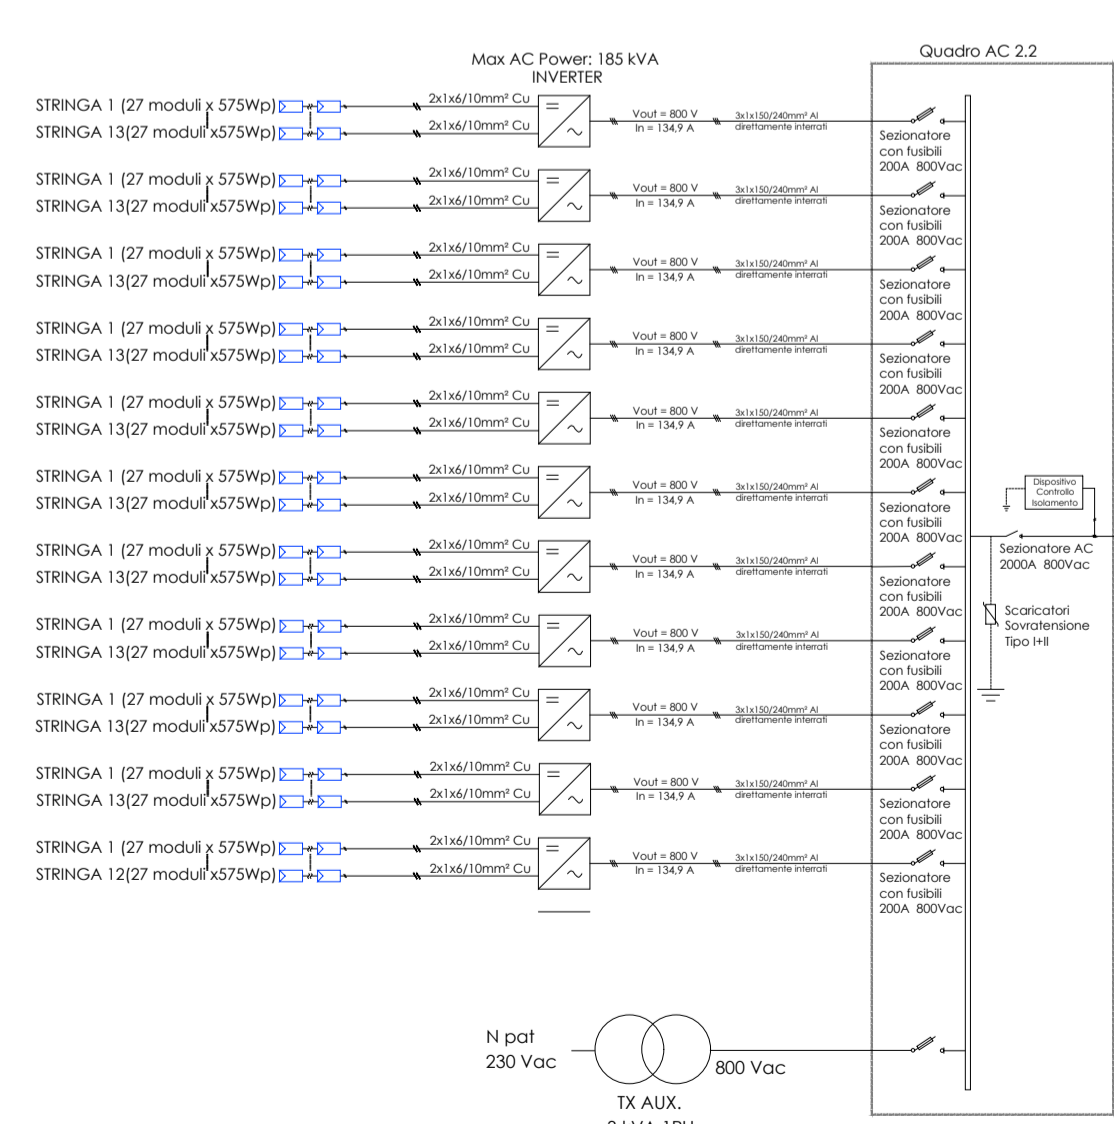 Quadro AC 2.2
Max AC Power: 185 kVA
INVERTER
STRINGA 1 (27 moduli x 575Wp) 2x1x6/10mm² Cu
Vout = 800 V 3x1x150/240mm² Al
In = 134,9 A direttamente interrati
STRINGA 13 (27 moduli x575Wp) 2x1x6/10mm² Cu
Sezionatore
con fusibili
200A 800Vac
STRINGA 1 (27 moduli x 575Wp) 2x1x6/10mm² Cu
Vout = 800 V 3x1x150/240mm² Al
In = 134,9 A direttamente interrati
STRINGA 13(27 moduli x575Wp) 2x1x6/10mm² Cu
Sezionatore
con fusibili
200A 800Vac
STRINGA 1 (27 moduli x 575Wp) 2x1x6/10mm² Cu
Vout = 800 V 3x1x150/240mm² Al
In = 134,9 A direttamente interrati
STRINGA 13(27 moduli x575Wp) 2x1x6/10mm² Cu
Sezionatore
con fusibili
200A 800Vac
STRINGA 1 (27 moduli x 575Wp) 2x1x6/10mm² Cu
Vout = 800 V 3x1x150/240mm² Al
In = 134,9 A direttamente interrati
STRINGA 13(27 moduli x575Wp) 2x1x6/10mm² Cu
Sezionatore
con fusibili
200A 800Vac
STRINGA 1 (27 moduli x 575Wp) 2x1x6/10mm² Cu
Vout = 800 V 3x1x150/240mm² Al
In = 134,9 A direttamente interrati
STRINGA 13(27 moduli x575Wp) 2x1x6/10mm² Cu
Sezionatore
con fusibili
200A 800Vac
STRINGA 1 (27 moduli x 575Wp) 2x1x6/10mm² Cu
Vout = 800 V 3x1x150/240mm² Al
In = 134,9 A direttamente interrati
STRINGA 13(27 moduli x575Wp) 2x1x6/10mm² Cu
Sezionatore
con fusibili
200A 800Vac
Dispositivo
Controllo
Isolamento
Sezionatore AC
2000A 800Vac
STRINGA 1 (27 moduli x 575Wp) 2x1x6/10mm² Cu
Vout = 800 V 3x1x150/240mm² Al
In = 134,9 A direttamente interrati
STRINGA 13(27 moduli x575Wp) 2x1x6/10mm² Cu
Sezionatore
con fusibili
200A 800Vac
Scaricatori
Sovratensione
Tipo I+II
STRINGA 1 (27 moduli x 575Wp) 2x1x6/10mm² Cu
Vout = 800 V 3x1x150/240mm² Al
In = 134,9 A direttamente interrati
STRINGA 13(27 moduli x575Wp) 2x1x6/10mm² Cu
Sezionatore
con fusibili
200A 800Vac
STRINGA 1 (27 moduli x 575Wp) 2x1x6/10mm² Cu
Vout = 800 V 3x1x150/240mm² Al
In = 134,9 A direttamente interrati
STRINGA 13(27 moduli x575Wp) 2x1x6/10mm² Cu
Sezionatore
con fusibili
200A 800Vac
STRINGA 1 (27 moduli x 575Wp) 2x1x6/10mm² Cu
Vout = 800 V 3x1x150/240mm² Al
In = 134,9 A direttamente interrati
STRINGA 13(27 moduli x575Wp) 2x1x6/10mm² Cu
Sezionatore
con fusibili
200A 800Vac
STRINGA 1 (27 moduli x 575Wp) 2x1x6/10mm² Cu
Vout = 800 V 3x1x150/240mm² Al
In = 134,9 A direttamente interrati
STRINGA 12(27 moduli x575Wp) 2x1x6/10mm² Cu
Sezionatore
con fusibili
200A 800Vac
N pat
230 Vac
800 Vac
TX AUX.